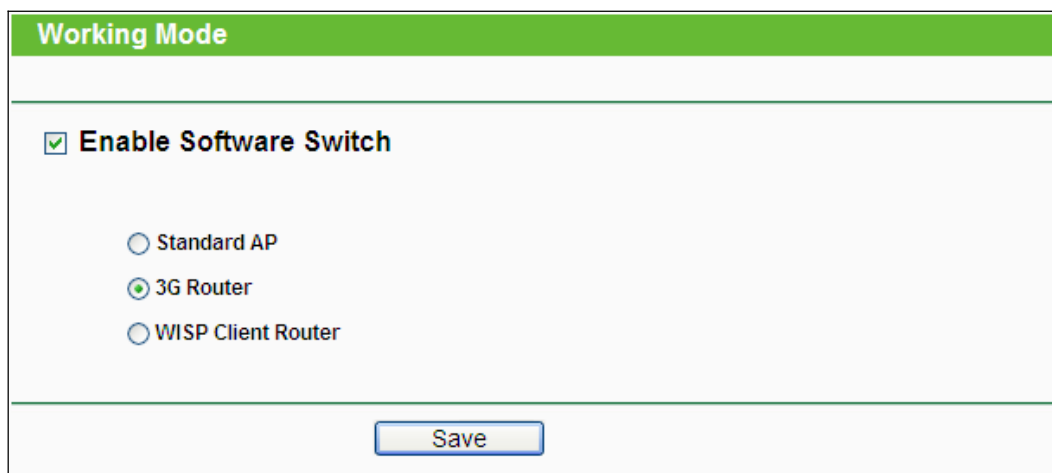 Working Mode
Enable Software Switch
Standard AP
3G Router
WISP Client Router
Save